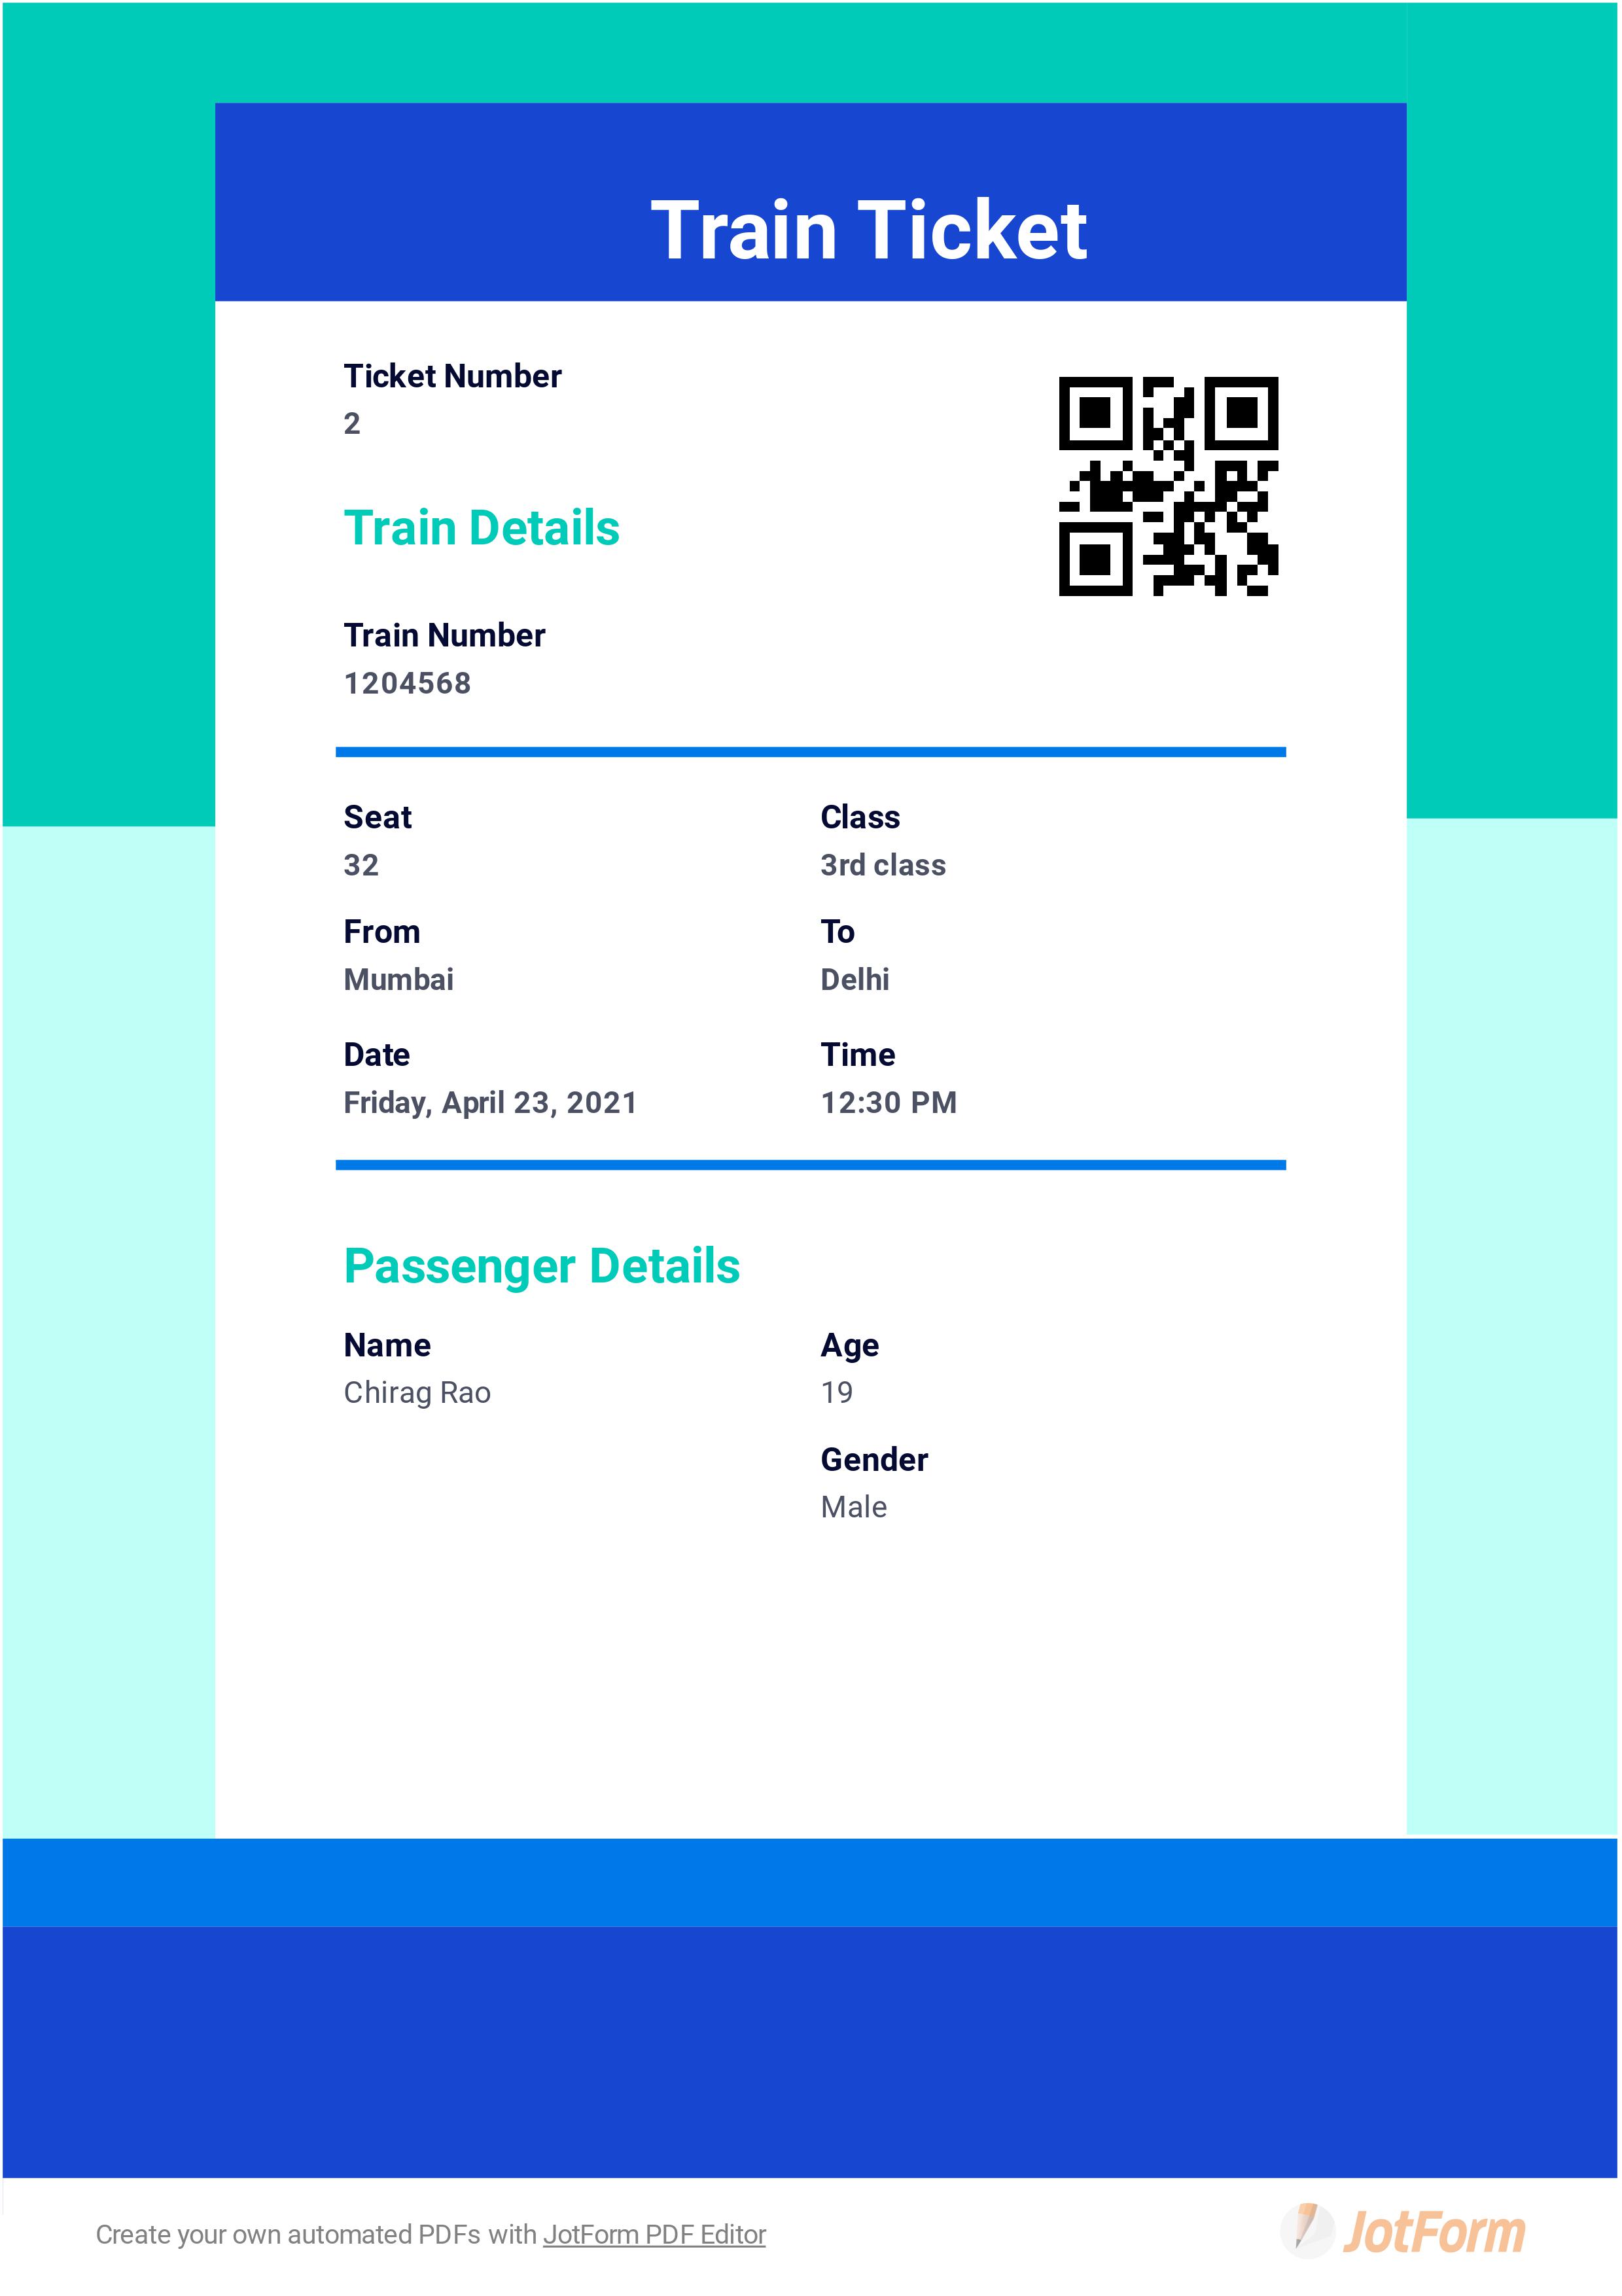 Train Ticket
Ticket Number
2
Train Details
Train Number
1204568
Seat
32
Class
3rd class
From
Mumbai
To
Delhi
Date
Friday, April 23, 2021
Time
12:30 PM
Passenger Details
Name
Chirag Rao
Age
19
Gender
Male
Create your own automated PDFs with JotForm PDF Editor
JotForm